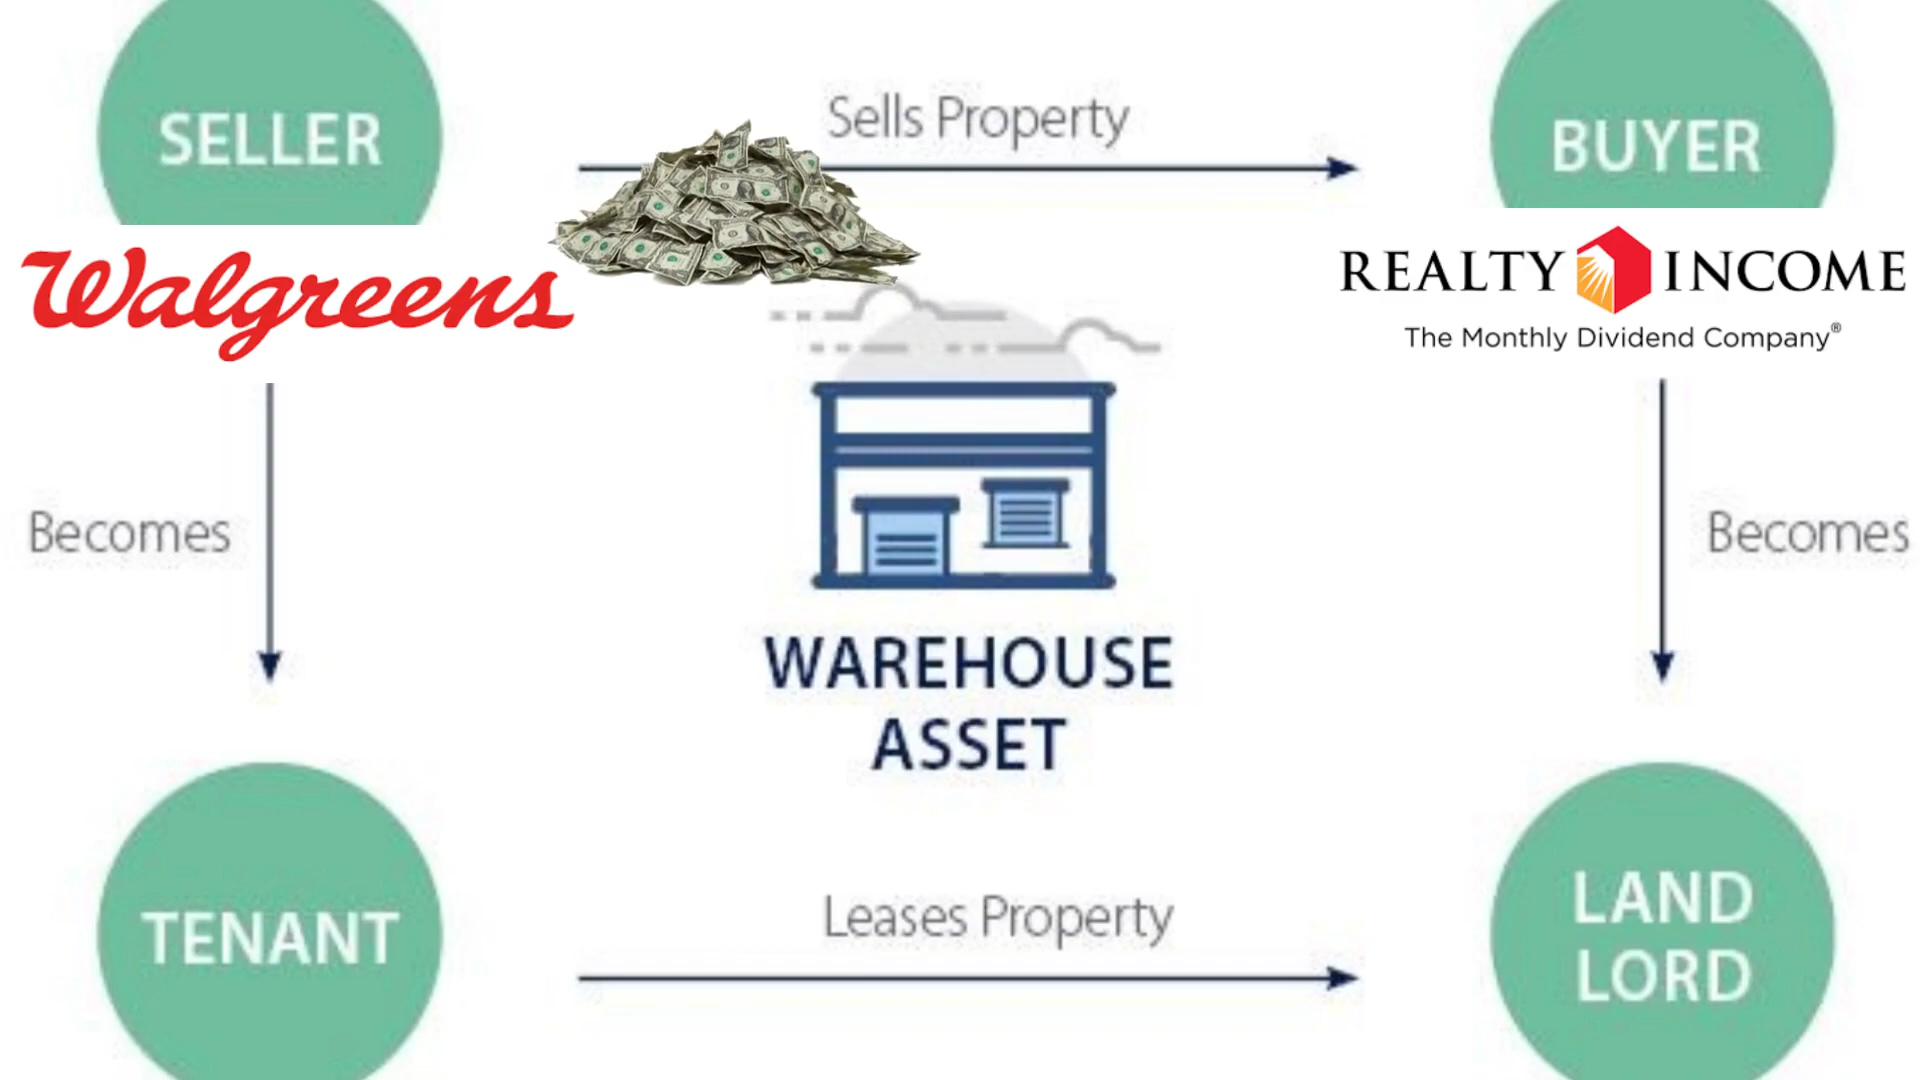 SELLER
Sells Property
BUYER
Walgreens
REALTY INCOME
The Monthly Dividend Company®
Becomes
Becomes
WAREHOUSE
ASSET
TENANT
Leases Property
LAND
LORD